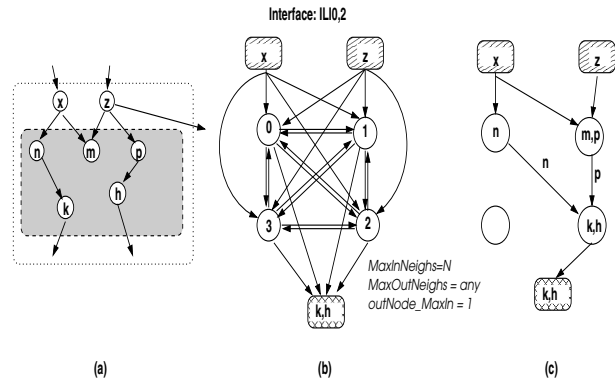 Interface: ILI0,2
x
z
n
m
p
h
k
(a)
x
z
0
1
3
2
k,h
MaxInNeighs=N
MaxOutNeighs = any
outNode_MaxIn = 1
(b)
x
z
n
m,p
n
p
k,h
k,h
(c)